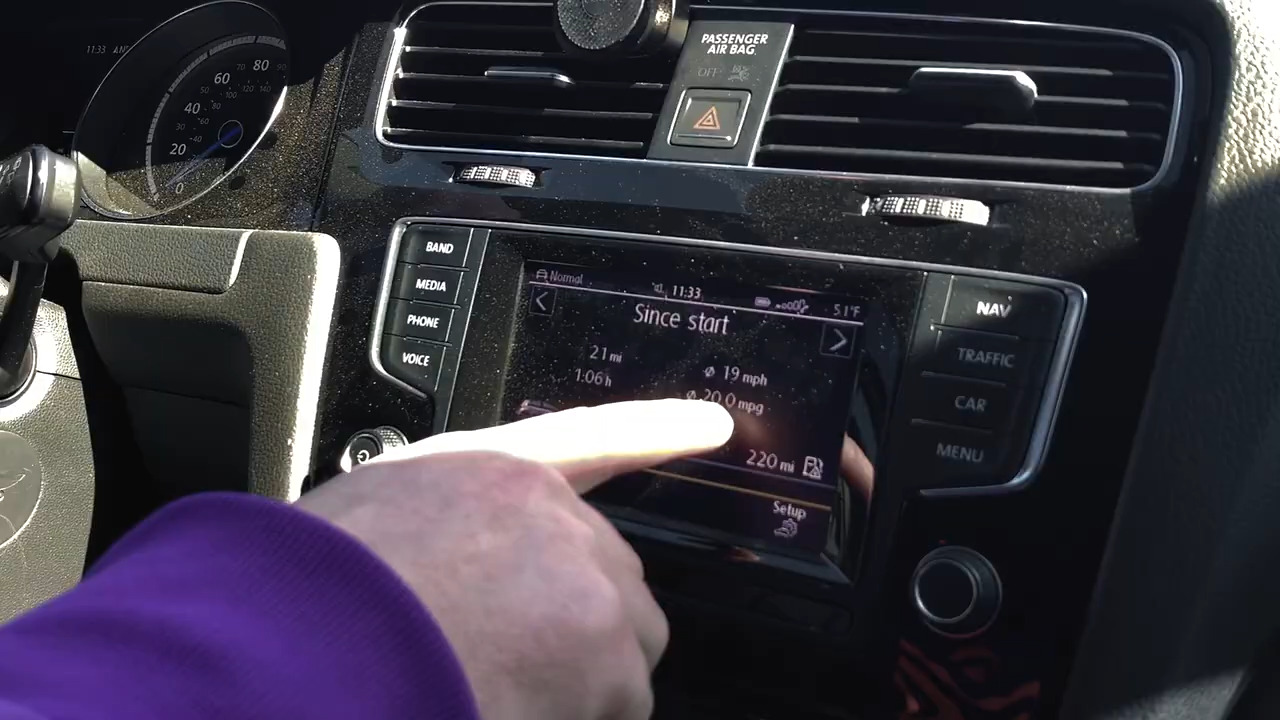 11:33
80
60
40
20
0
PASSENGER
AIR BAG
OFF
BAND
MEDIA
PHONE
VOICE
Normal
11:33
Since start
21 mi
1:06 h
Ø 19 mph
Ø 20.0 mpg
220 mi
Setup
NAV
TRAFFIC
CAR
MENU